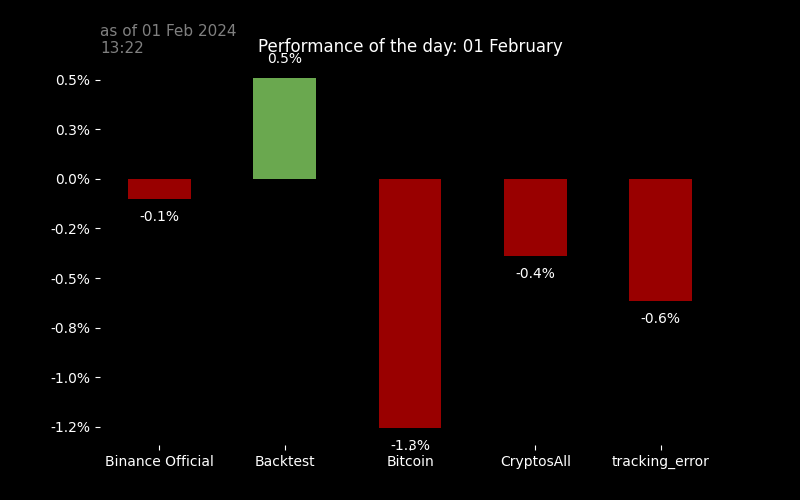 as of 01 Feb 2024
13:22
Performance of the day: 01 February
0.5%
0.5%
0.3%
0.0%
-0.1%
-0.2%
-0.4%
-0.5%
-0.6%
-0.8%
-1.0%
-1.2%
-1.3%
Binance Official
Backtest
Bitcoin
CryptosAll
tracking_error